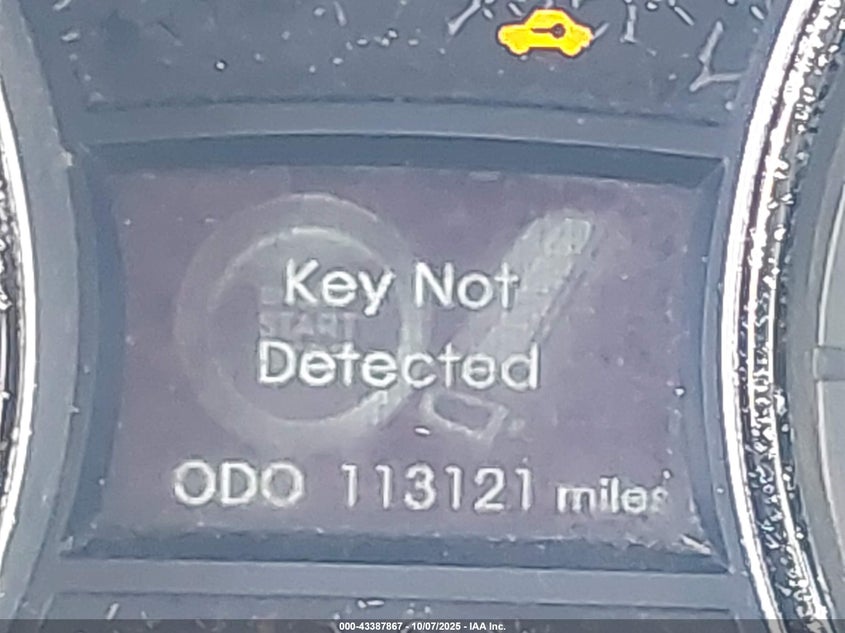 Key Not
START
Detected
ODO 113121 miles
000-43387867 - 10/07/2025 - IAA Inc.